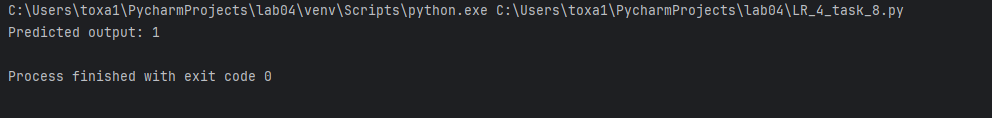 C:\Users\toxa1\PycharmProjects\lab04\venv\Scripts\python.exe C:\Users\toxa1\PycharmProjects\lab04\LR_4_task_8.py
Predicted output: 1
Process finished with exit code 0